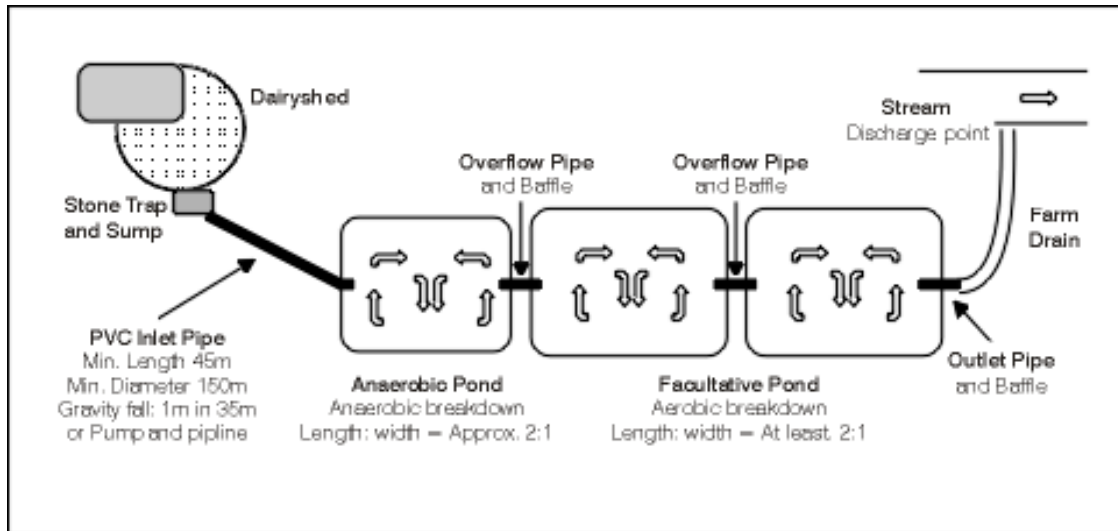 Dairyshed
Stone Trap
and Sump
PVC Inlet Pipe
Min. Length 45m
Min. Diameter 150m
Gravity fall: 1m in 35m
or Pump and pipline
Overflow Pipe
and Baffle
Overflow Pipe
and Baffle
Anaerobic Pond
Anaerobic breakdown
Length: width = Approx. 2:1
Facultative Pond
Aerobic breakdown
Length: width = At least. 2:1
Stream
Discharge point
Farm
Drain
Outlet Pipe
and Baffle